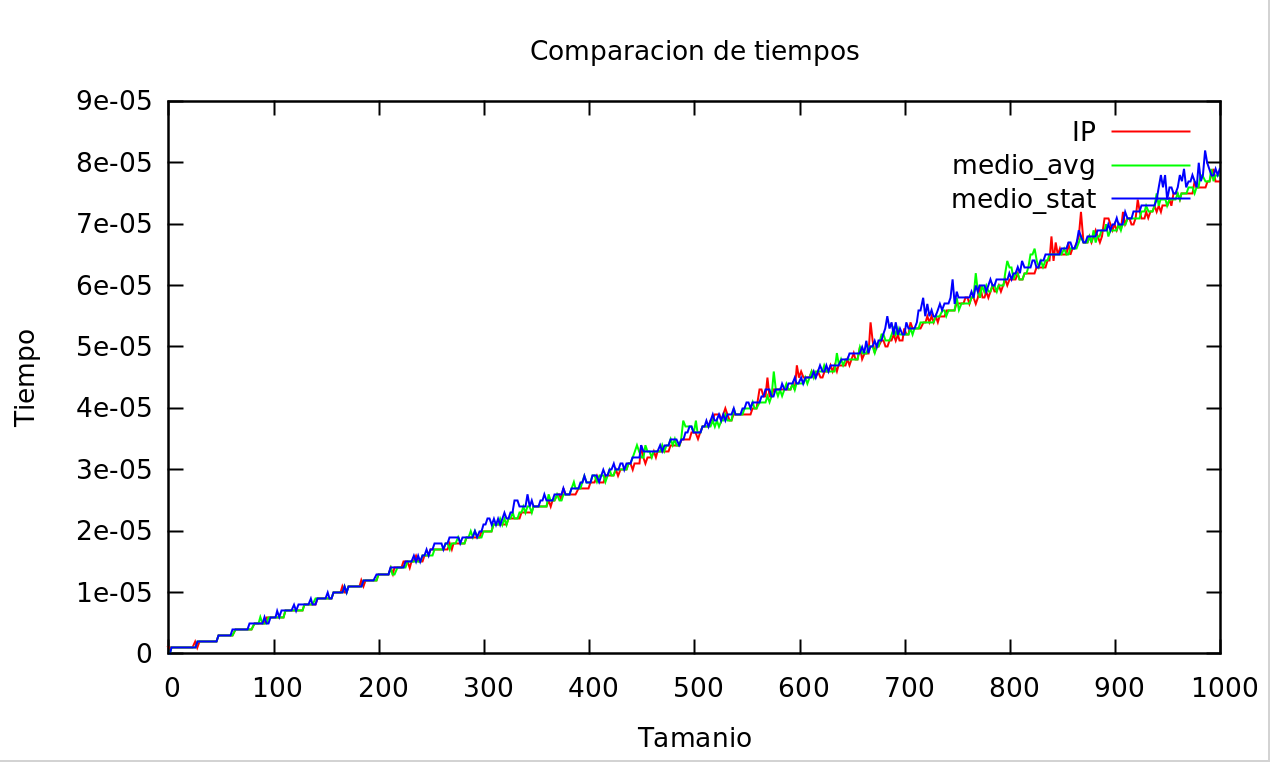 Comparacion de tiempos
9e-05
8e-05
7e-05
6e-05
5e-05
4e-05
3e-05
2e-05
1e-05
0
IP
medio_avg
medio_stat
Tiempo
0 100 200 300 400 500 600 700 800 900 1000
Tamanio